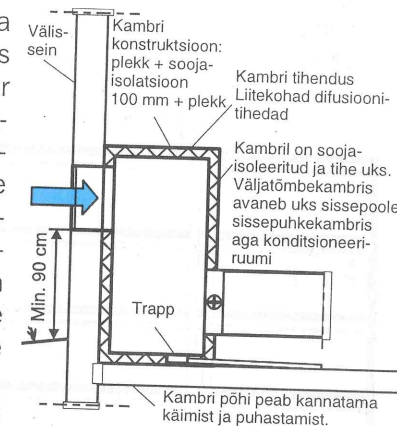 a
s
r
-
-
e
-
-
n
e
e
Välis-
sein
Kambri
konstruktsioon:
plekk + sooja-
isolatsioon
100 mm + plekk
Kambri tihendus
Liitekohad difusiooni-
tihedad
Kambril on sooja-
isoleeritud ja tihe uks.
Väljatõmbekambris
avaneb uks sissepoole
sissepuhkekambris
aga konditsioneeri-
ruumi
Min. 90 cm
Trapp
Kambri põhi peab kannatama
käimist ja puhastamist.